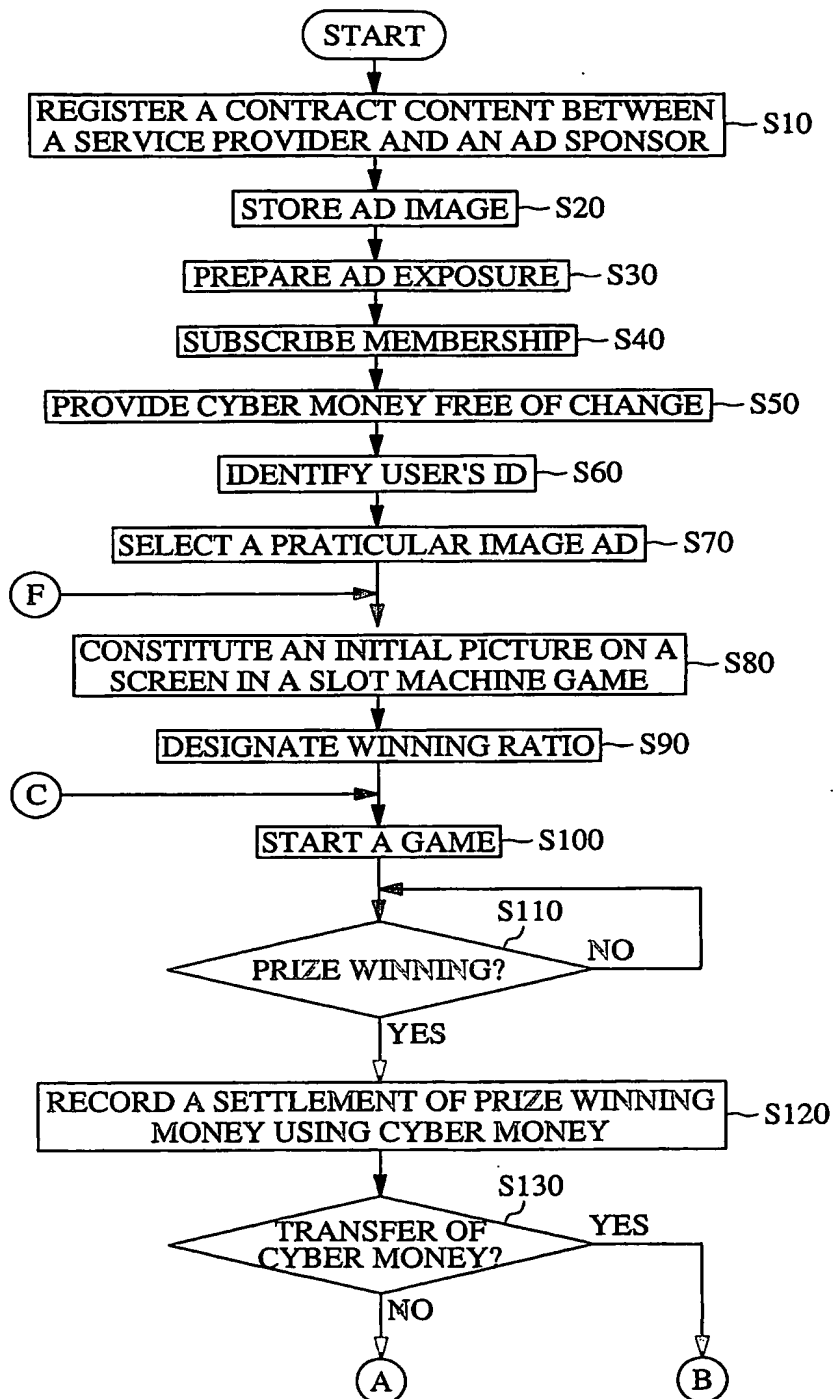 START
REGISTER A CONTRACT CONTENT BETWEEN
A SERVICE PROVIDER AND AN AD SPONSOR
S10
STORE AD IMAGE
S20
PREPARE AD EXPOSURE
S30
SUBSCRIBE MEMBERSHIP
S40
PROVIDE CYBER MONEY FREE OF CHANGE
S50
IDENTIFY USER'S ID
S60
SELECT A PRATICULAR IMAGE AD
S70
F
CONSTITUTE AN INITIAL PICTURE ON A
SCREEN IN A SLOT MACHINE GAME
S80
DESIGNATE WINNING RATIO
S90
C
START A GAME
S100
S110
PRIZE WINNING?
NO
YES
RECORD A SETTLEMENT OF PRIZE WINNING
MONEY USING CYBER MONEY
S120
S130
TRANSFER OF
CYBER MONEY?
YES
NO
A
B